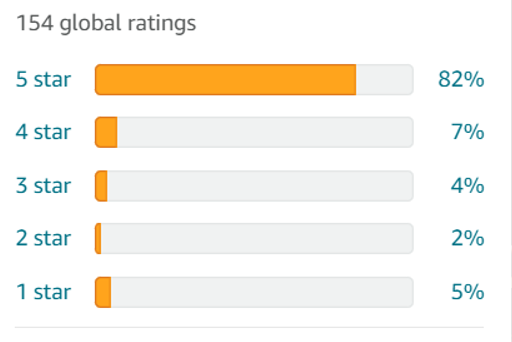 154 global ratings
5 star 82%
4 star 7%
3 star 4%
2 star 2%
1 star 5%